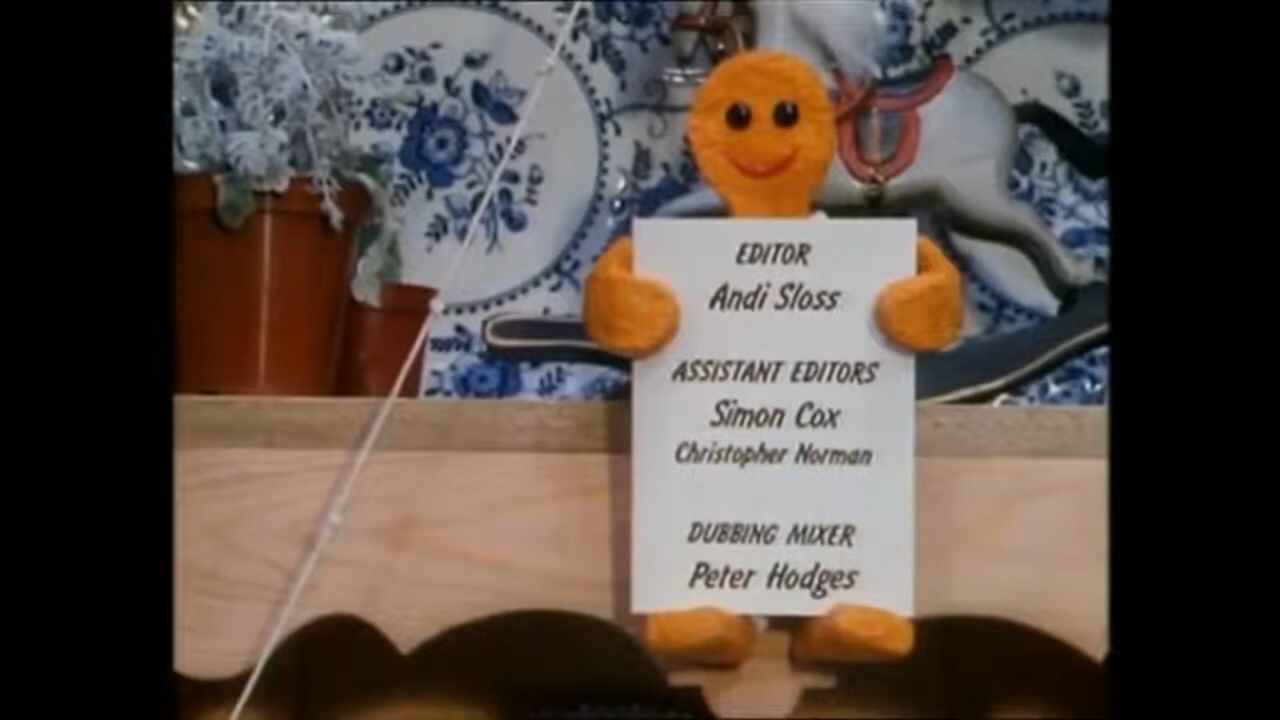 EDITOR
Andi Sloss
ASSISTANT EDITORS
Simon Cox
Christopher Norman
DUBBING MIXER
Peter Hodges